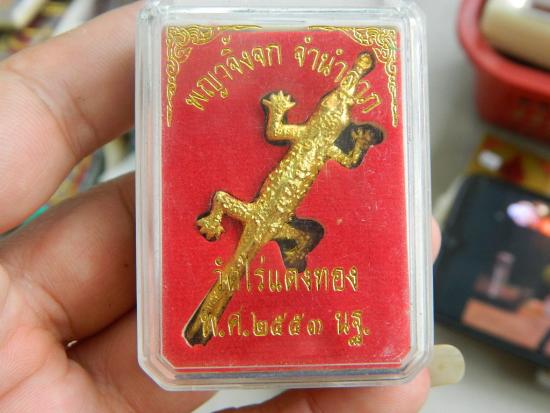 พญาจิ้งจก จำนำจิตก
วัดไร่แตงทอง
พ.ศ.๒๕๕๓ นฐ.